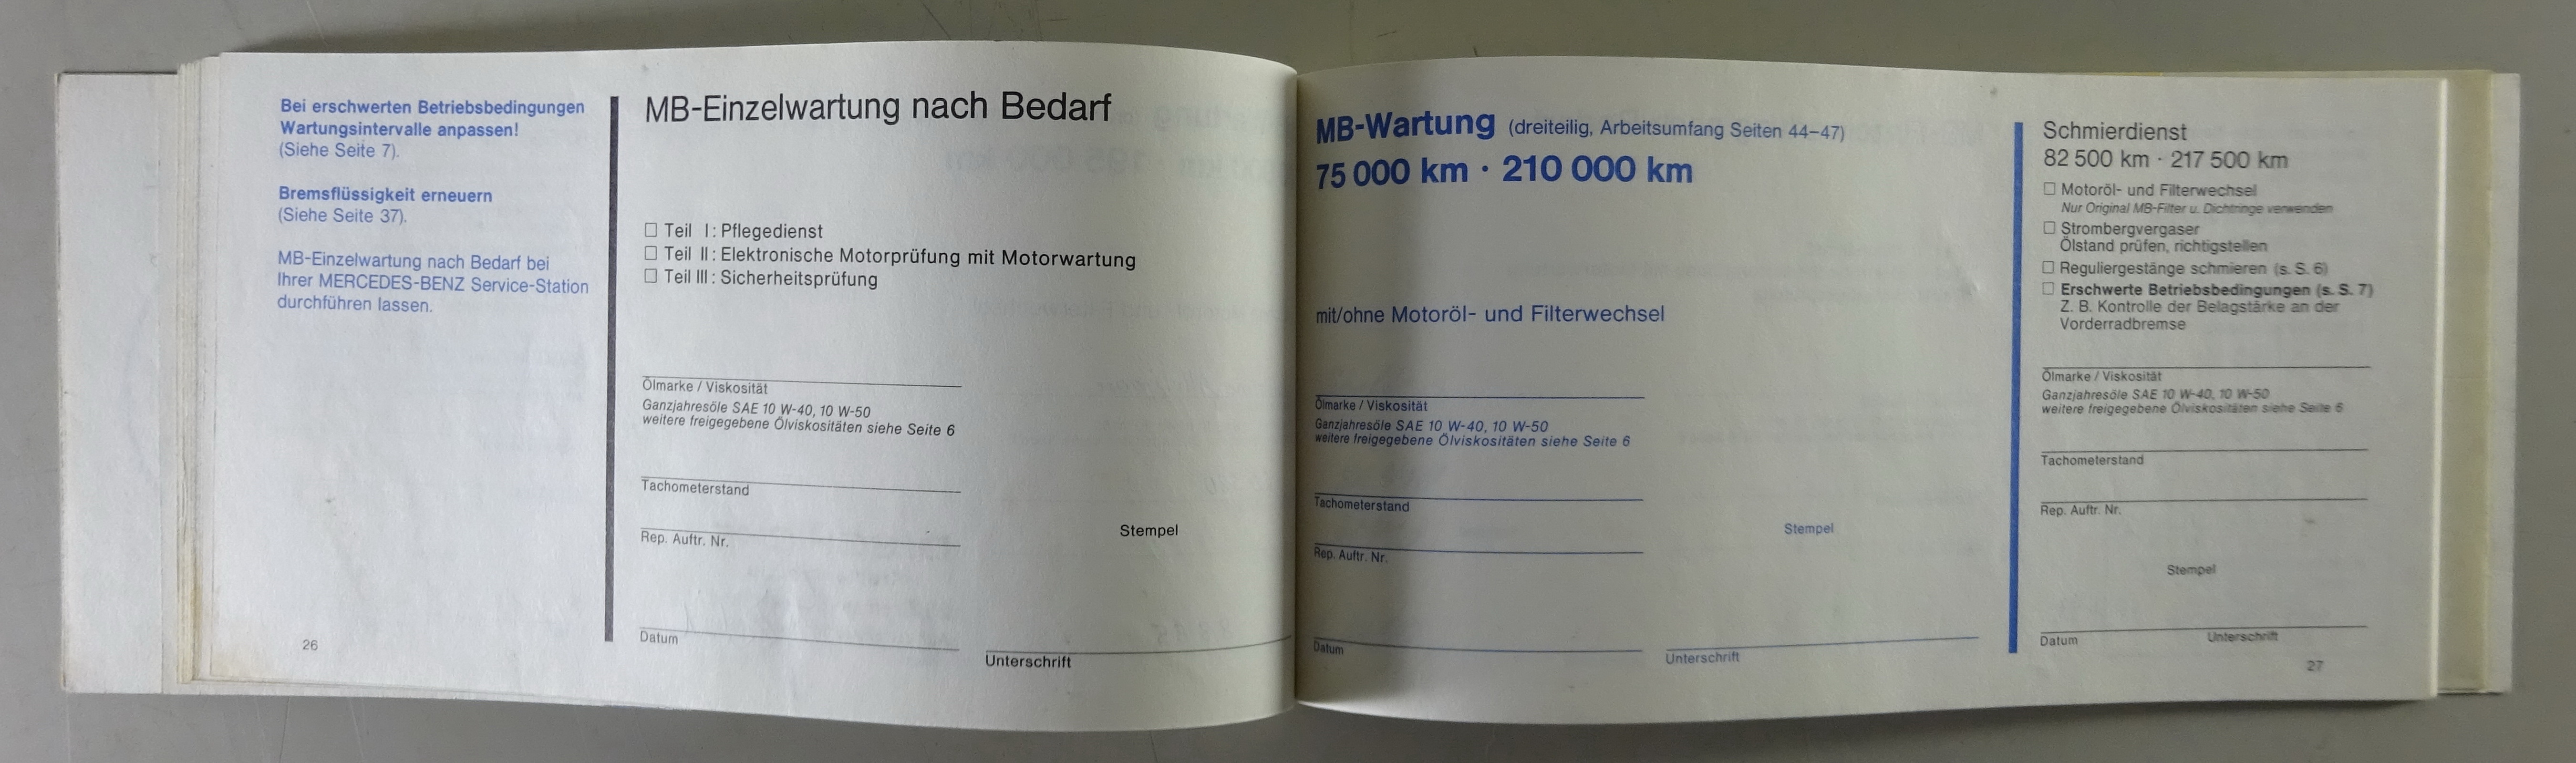 Bei erschwerten Betriebsbedingungen
Wartungsintervalle anpassen!
(Siehe Seite 7).
Bremsflüssigkeit erneuern
(Siehe Seite 37).
MB-Einzelwartung nach Bedarf bei
Ihrer MERCEDES-BENZ Service-Station
durchführen lassen.
26
MB-Einzelwartung nach Bedarf
☐ Teil I: Pflegedienst
☐ Teil II: Elektronische Motorprüfung mit Motorwartung
☐ Teil III: Sicherheitsprüfung
Ölmarke / Viskosität
Ganzjahresöle SAE 10 W-40, 10 W-50
weitere freigegebene Ölviskositäten siehe Seite 6
Tachometerstand
Rep. Auftr. Nr.
Stempel
Datum
Unterschrift
MB-Wartung (dreiteilig, Arbeitsumfang Seiten 44–47)
75 000 km · 210 000 km
mit/ohne Motoröl- und Filterwechsel
Ölmarke / Viskosität
Ganzjahresöle SAE 10 W-40, 10 W-50
weitere freigegebene Ölviskositäten siehe Seite 6
Tachometerstand
Stempel
Rep. Auftr. Nr.
Datum
Unterschrift
Schmierdienst
82 500 km · 217 500 km
☐ Motoröl- und Filterwechsel
Nur Original MB-Filter u. Dichtringe verwenden
☐ Strombergvergaser
Ölstand prüfen, richtigstellen
☐ Reguliergestänge schmieren (s. S. 6)
☐ Erschwerte Betriebsbedingungen (s. S. 7)
Z. B. Kontrolle der Belagstärke an der
Vorderradbremse
Ölmarke / Viskosität
Ganzjahresöle SAE 10 W-40, 10 W-50
weitere freigegebene Ölviskositäten siehe Seite 6
Tachometerstand
Rep. Auftr. Nr.
Stempel
Datum
Unterschrift
27